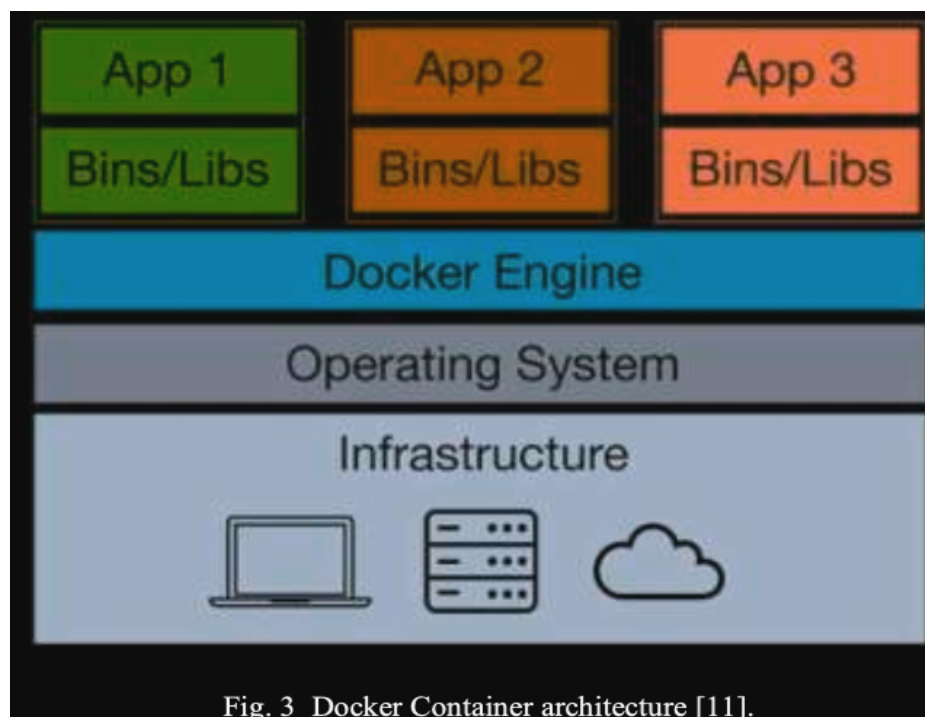 App 1 App 2 App 3
Bins/Libs Bins/Libs Bins/Libs
Docker Engine
Operating System
Infrastructure
Fig. 3 Docker Container architecture [11].